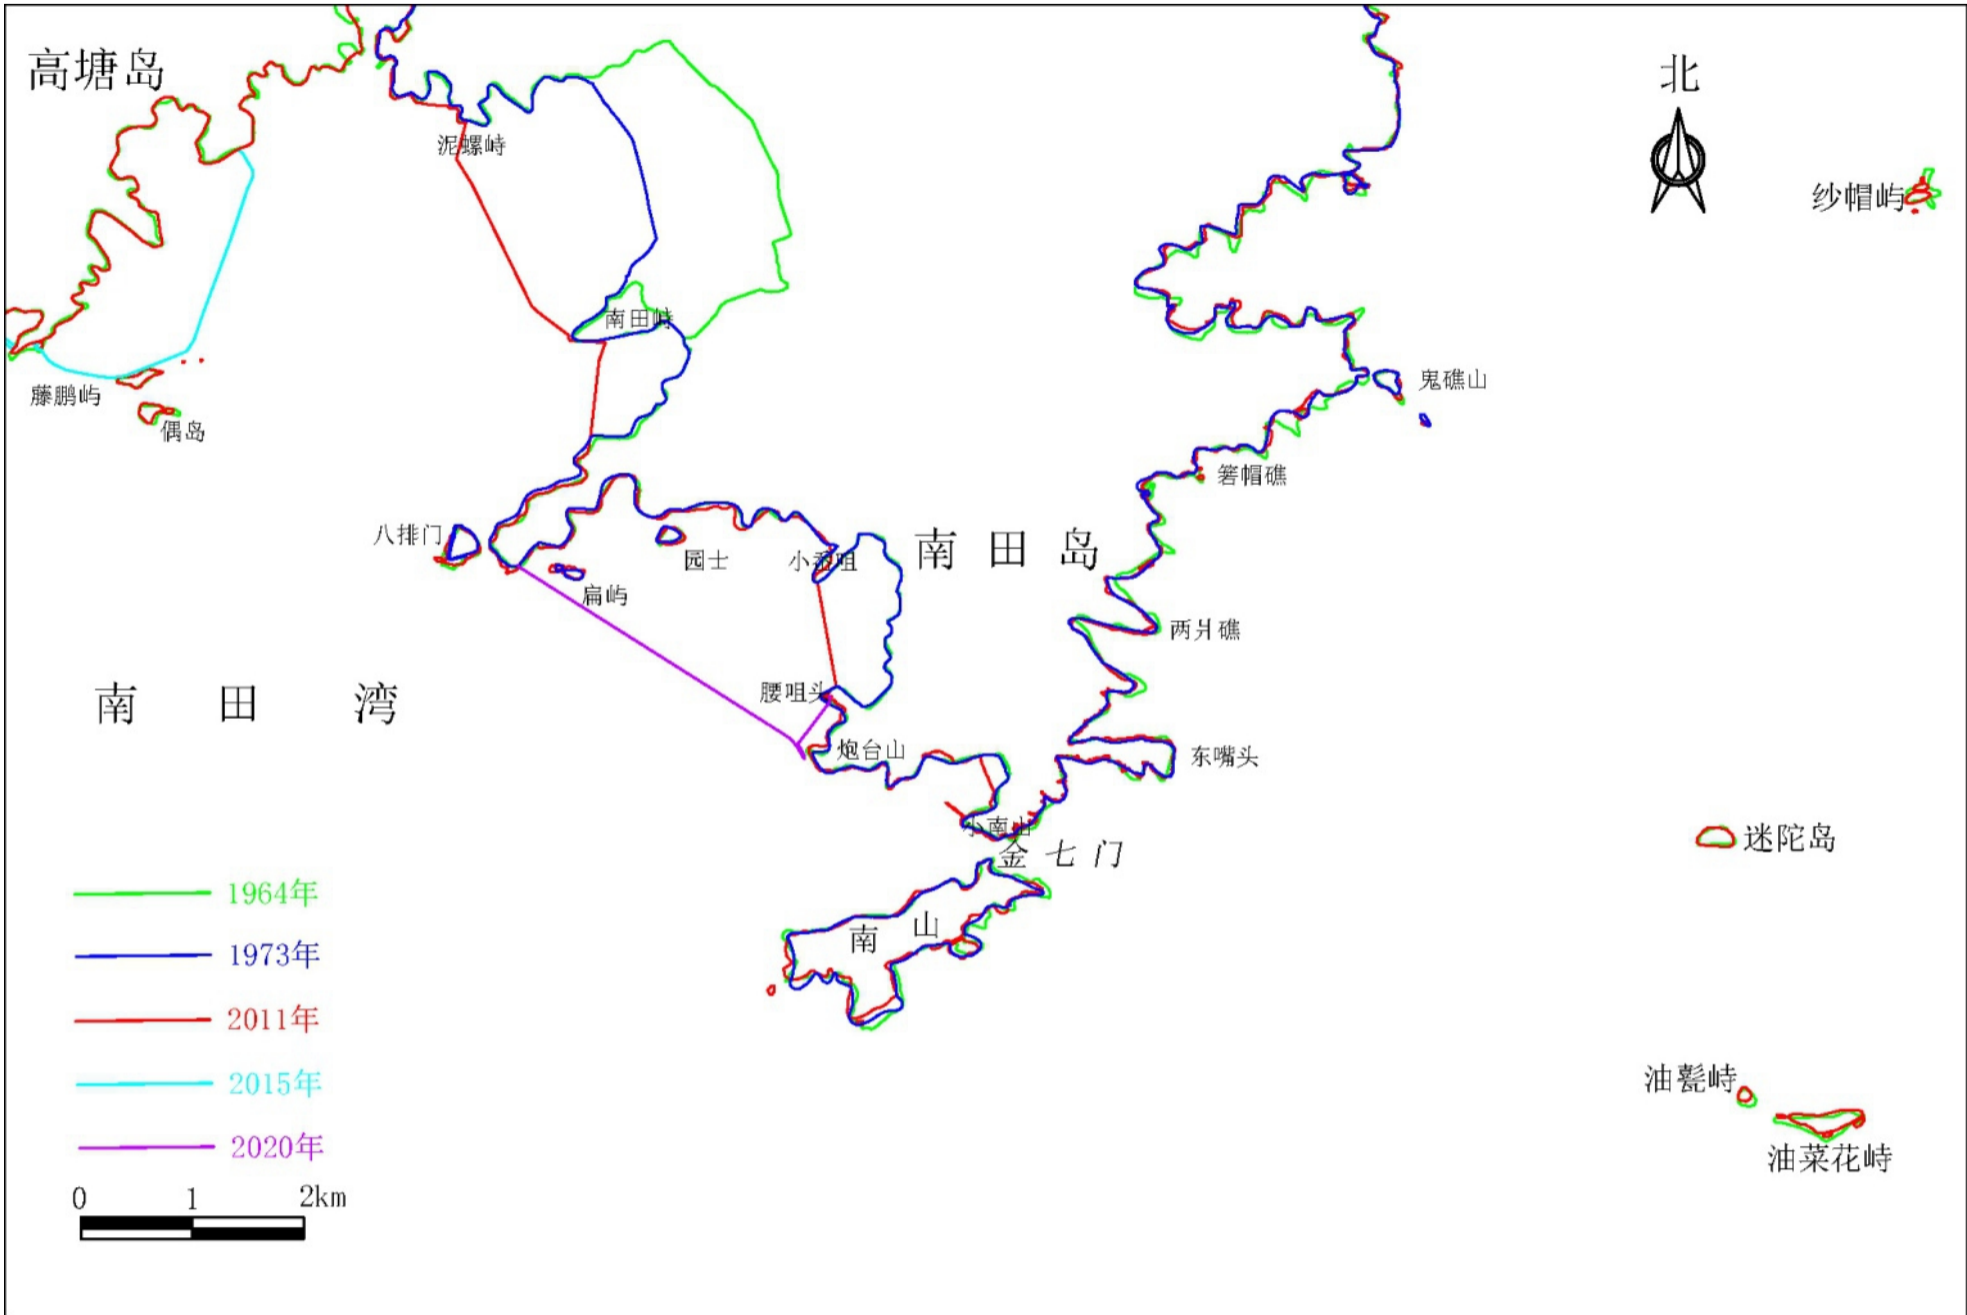 高塘岛
北
泥螺峙
纱帽屿
南田峙
藤鹏屿
偶岛
鬼礁山
箬帽礁
八排门
园士
扁屿
南田岛
两爿礁
腰咀头
南田湾
炮台山
东嘴头
小南山
金七门
迷陀岛
南山
1964年
1973年
2011年
2015年
2020年
油菜花峙
0 1 2km